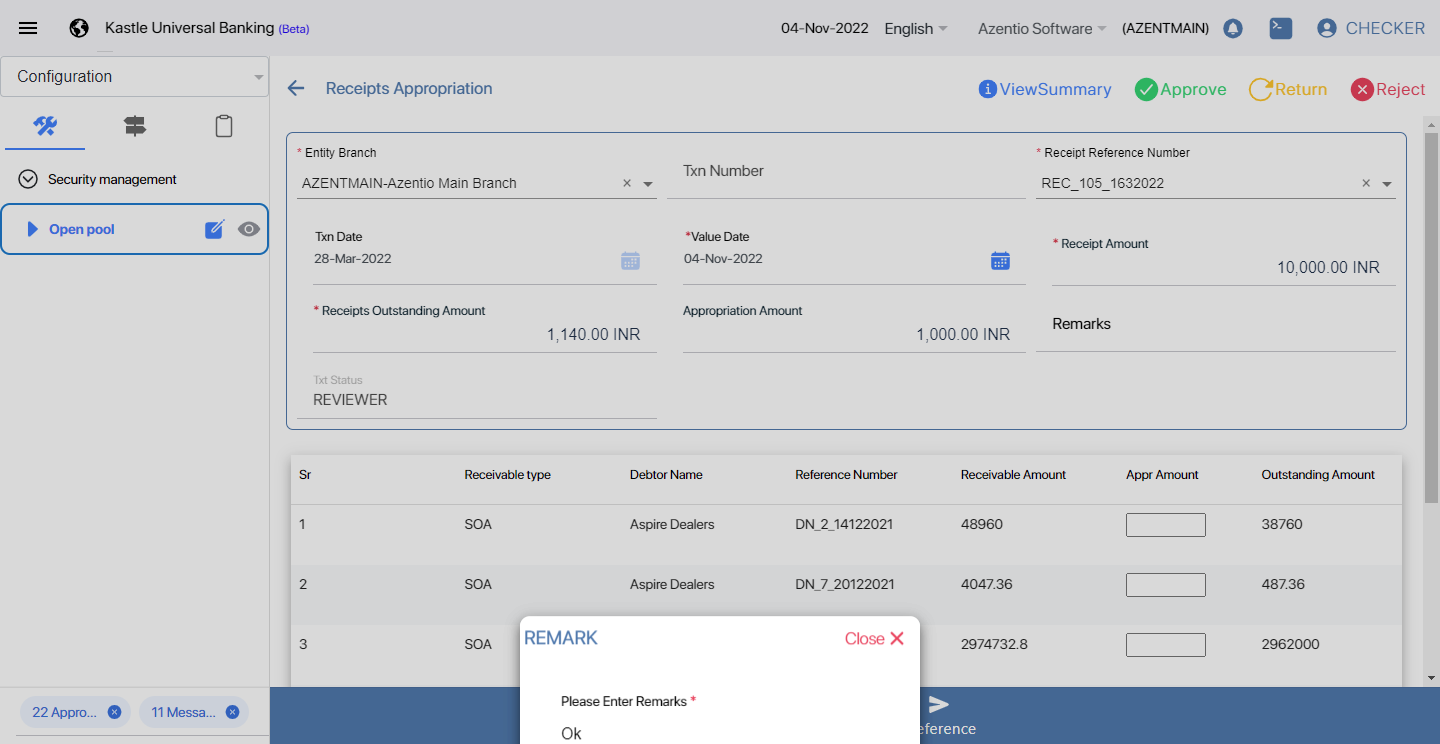 Kastle Universal Banking (Beta)
04-Nov-2022 English Azentio Software (AZENTMAIN) CHECKER
Configuration
Receipts Appropriation
ViewSummary Approve Return Reject
Security management
Open pool
22 Appro... 11 Messa...
* Entity Branch
AZENTMAIN-Azentio Main Branch
Txn Number
* Receipt Reference Number
REC_105_1632022
Txn Date
28-Mar-2022
*Value Date
04-Nov-2022
* Receipt Amount
10,000.00 INR
* Receipts Outstanding Amount
1,140.00 INR
Appropriation Amount
1,000.00 INR
Remarks
Txt Status
REVIEWER
Sr Receivable type Debtor Name Reference Number Receivable Amount Appr Amount Outstanding Amount
1 SOA Aspire Dealers DN_2_14122021 48960 38760
2 SOA Aspire Dealers DN_7_20122021 4047.36 487.36
3 SOA 2974732.8 2962000
REMARK
Close
Please Enter Remarks *
Ok
eference